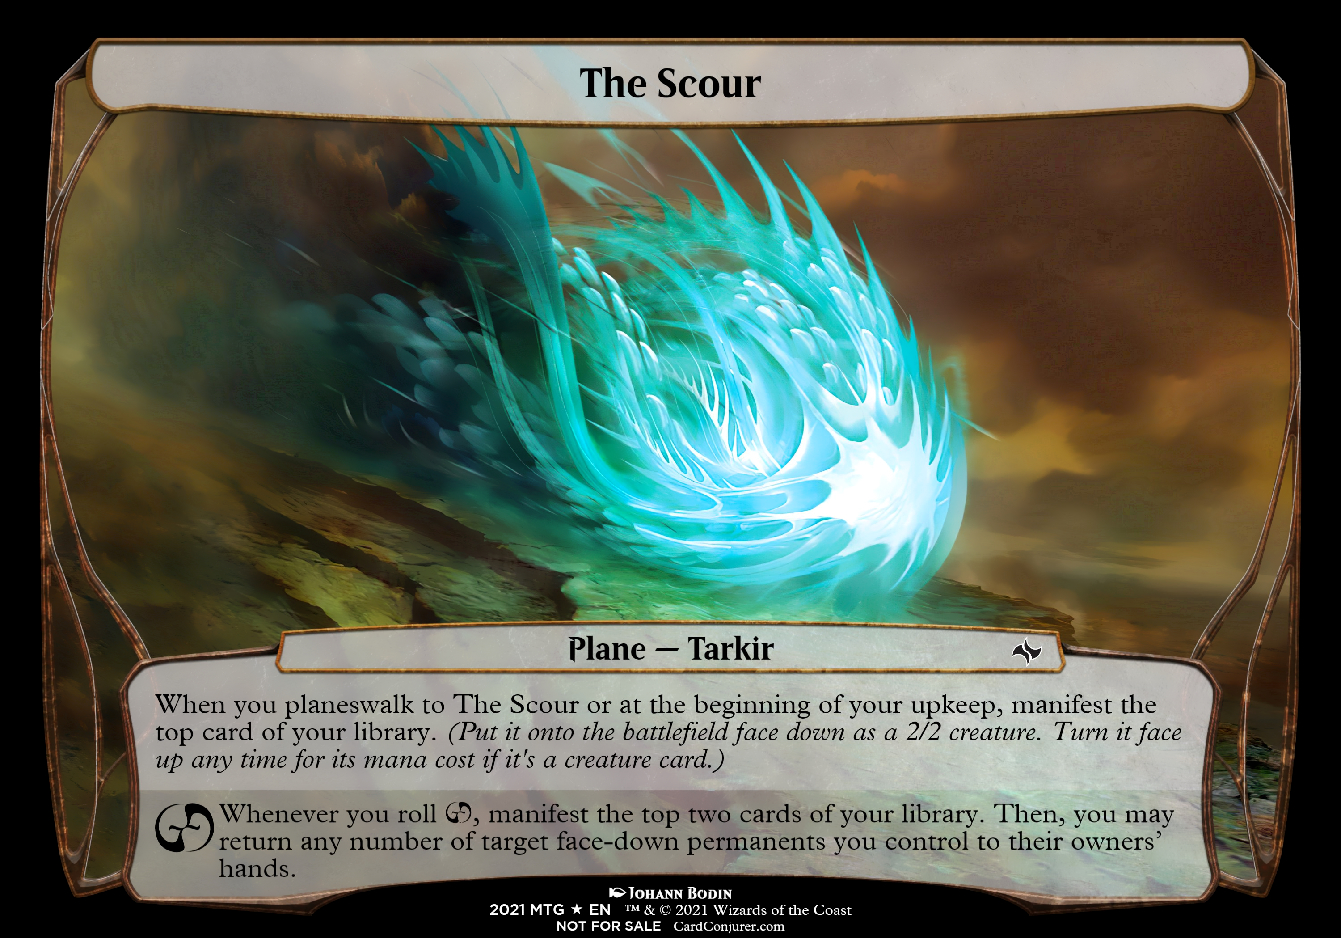 The Scour
Plane — Tarkir
When you planeswalk to The Scour or at the beginning of your upkeep, manifest the
top card of your library. (Put it onto the battlefield face down as a 2/2 creature. Turn it face
up any time for its mana cost if it's a creature card.)
Whenever you roll , manifest the top two cards of your library. Then, you may
return any number of target face-down permanents you control to their owners’
hands.
Johann Bodin
2021 MTG ★ EN ™ & © 2021 Wizards of the Coast
NOT FOR SALE CardConjurer.com